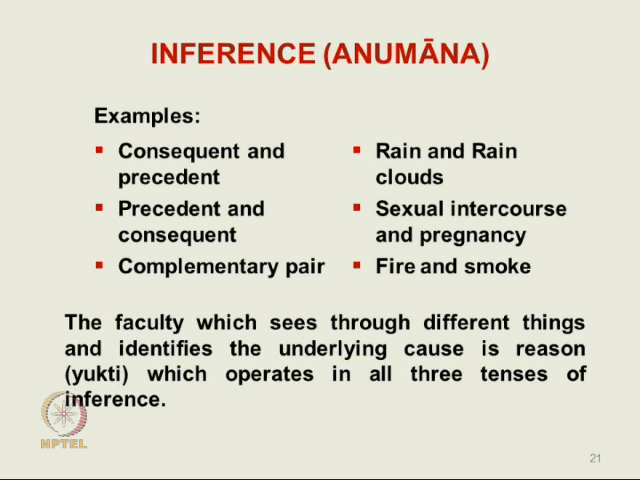 INFERENCE (ANUMĀNA)
Examples:
▪ Consequent and
precedent
▪ Precedent and
consequent
▪ Complementary pair
▪ Rain and Rain
clouds
▪ Sexual intercourse
and pregnancy
▪ Fire and smoke
The faculty which sees through different things
and identifies the underlying cause is reason
(yukti) which operates in all three tenses of
inference.
NPTEL
21